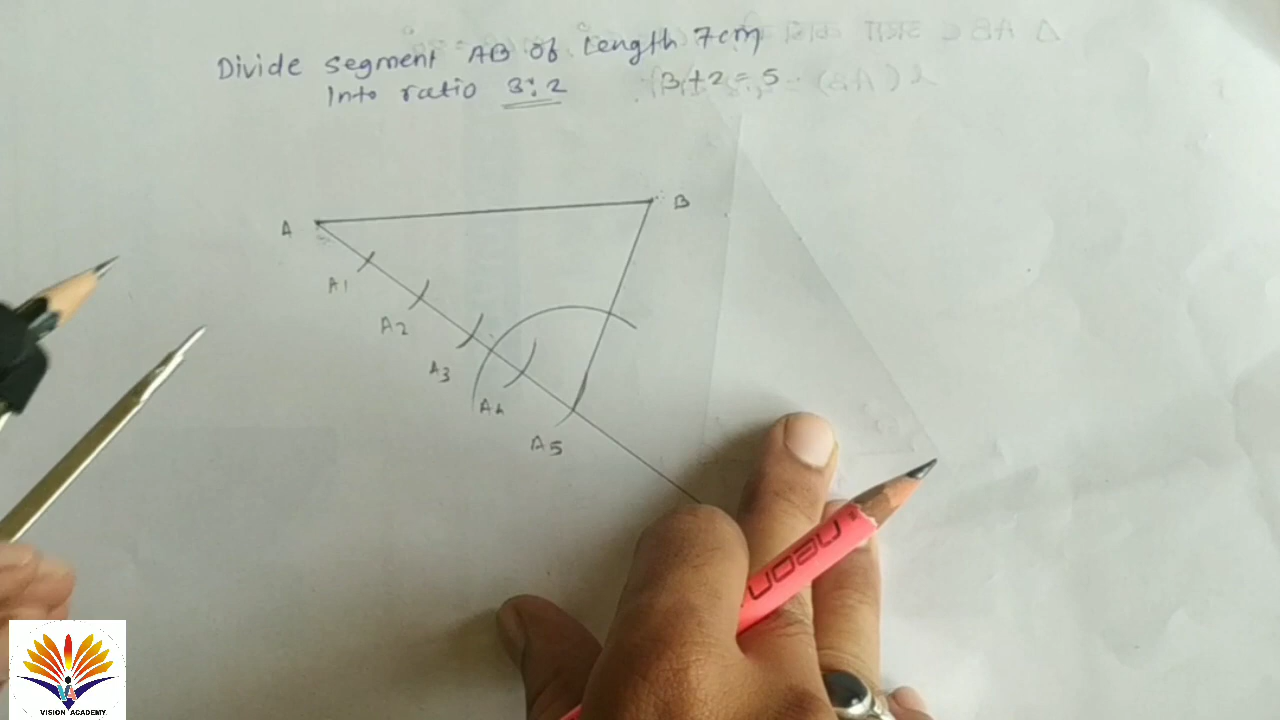 Divide segment AB of length 7cm
Into ratio 3:2 3+2=5
A
B
A1
A2
A3
A4
A5
neon
VISION ACADEMY